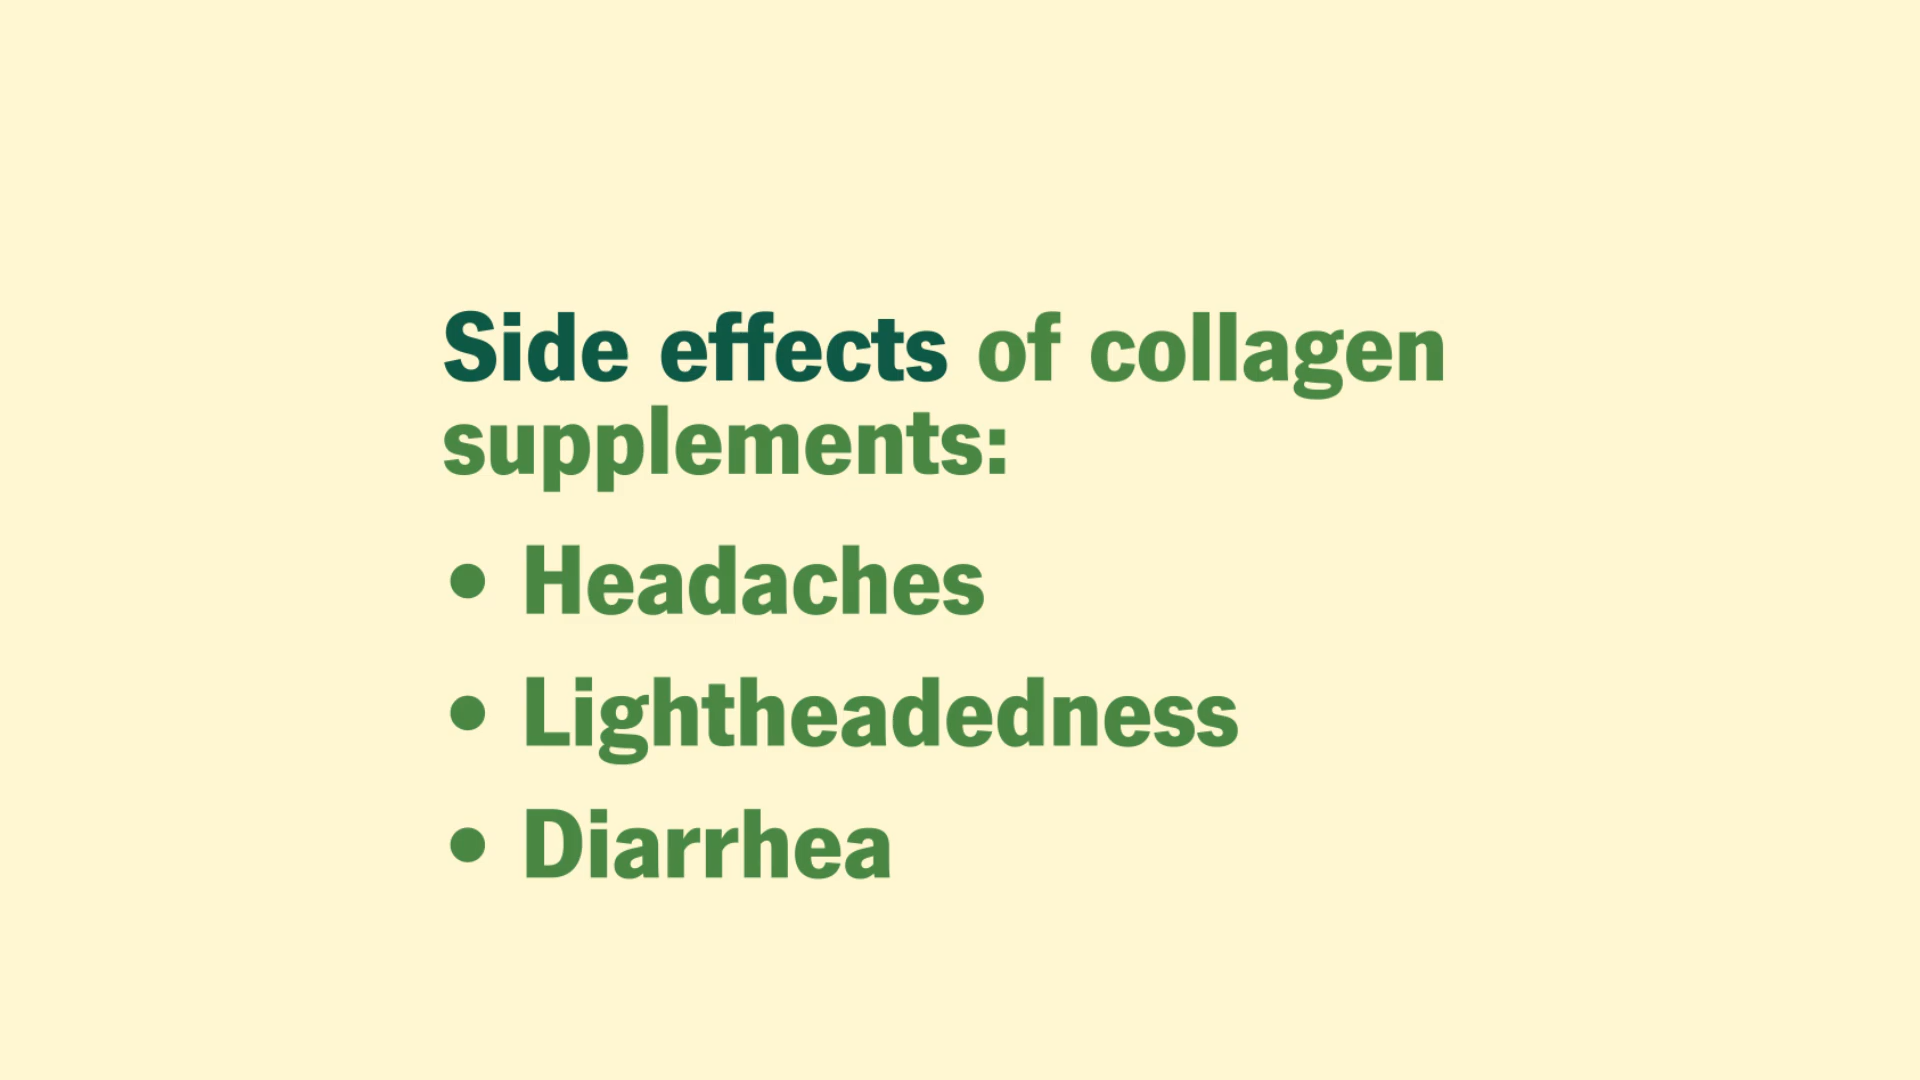 Side effects of collagen
supplements:
• Headaches
• Lightheadedness
• Diarrhea